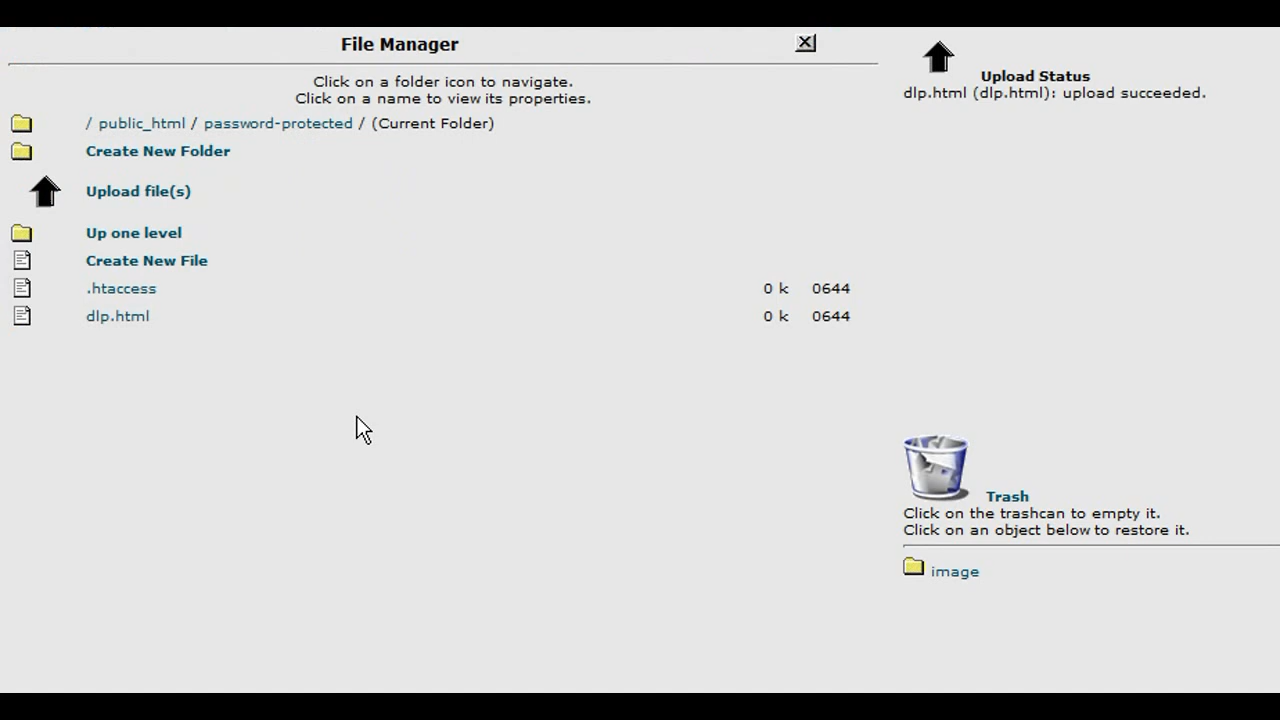 File Manager
Click on a folder icon to navigate.
Click on a name to view its properties.
/ public_html / password-protected / (Current Folder)
Create New Folder
Upload file(s)
Up one level
Create New File
.htaccess 0 k 0644
dlp.html 0 k 0644
Upload Status
dlp.html (dlp.html): upload succeeded.
Trash
Click on the trashcan to empty it.
Click on an object below to restore it.
image